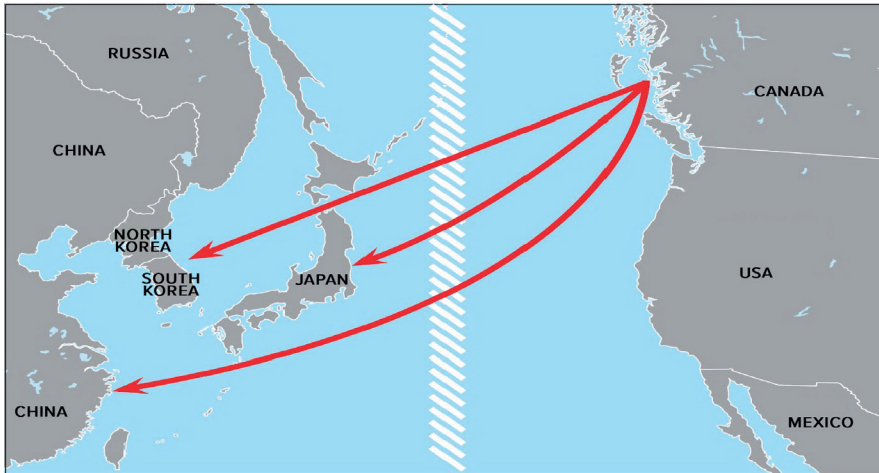 RUSSIA
CANADA
CHINA
NORTH
KOREA
SOUTH
KOREA
JAPAN
USA
CHINA
MEXICO